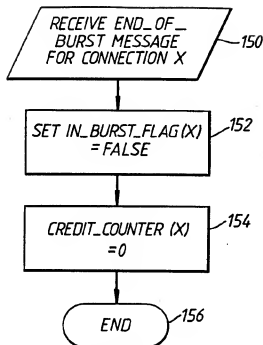 RECEIVE END_OF_
BURST MESSAGE
FOR CONNECTION X
150
SET IN_BURST_FLAG(X)
=FALSE
152
CREDIT_COUNTER (X)
=0
154
END
156